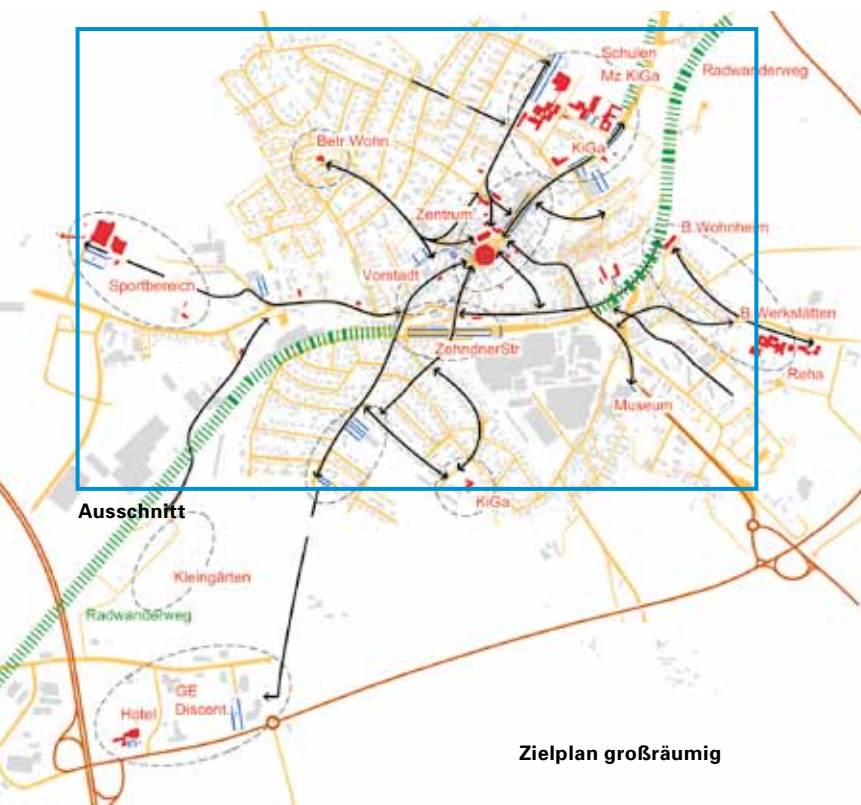 Schulen
Mz KiGa
Radwanderweg
Betr.Wohn
KiGa
Zentrum
B.Wohnheim
Vorstadt
Sportbereich
B.Werkstätten
ZehndnerStr
Reha
Museum
KiGa
Ausschnitt
Kleingärten
Radwanderweg
GE
Discont.
Hotel
Zielplan großräumig